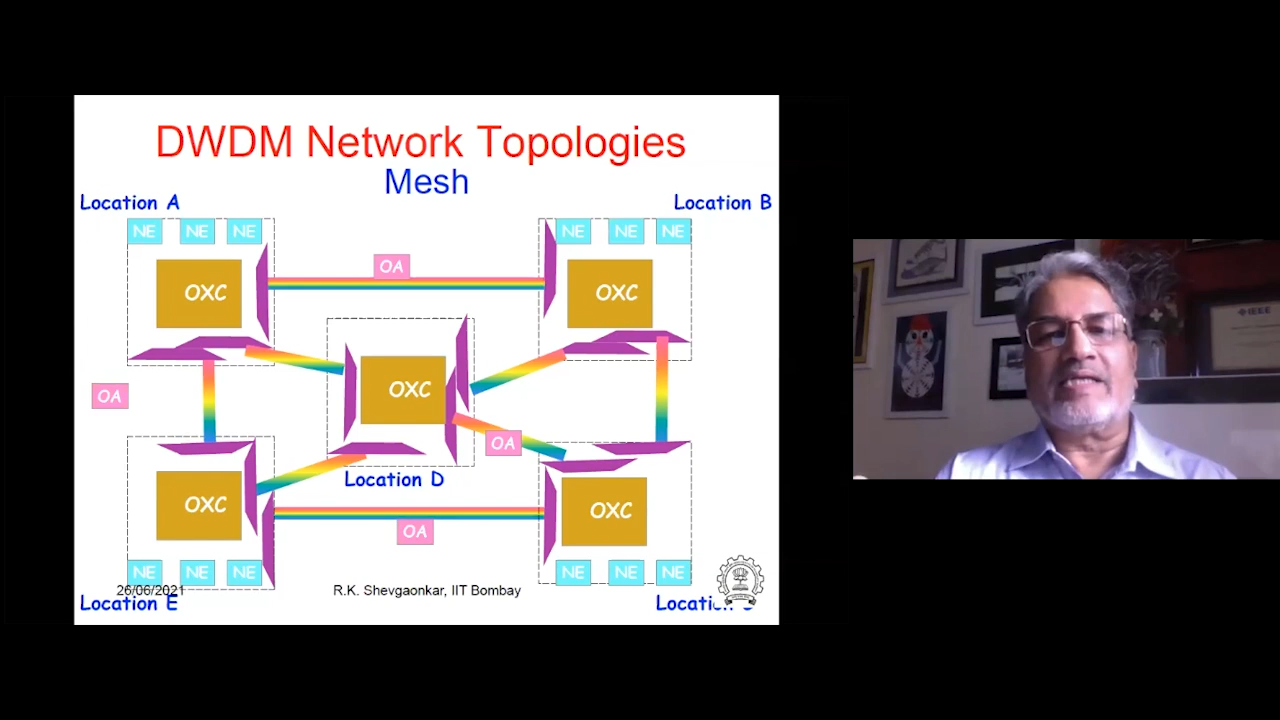 DWDM Network Topologies
Mesh
Location A
Location B
NE NE NE
NE NE NE
OA
OXC
OXC
OXC
OA
OA
Location D
OXC
OXC
OA
NE NE NE
NE NE NE
26/06/2021
R.K. Shevgaonkar, IIT Bombay
Location E
IEEE